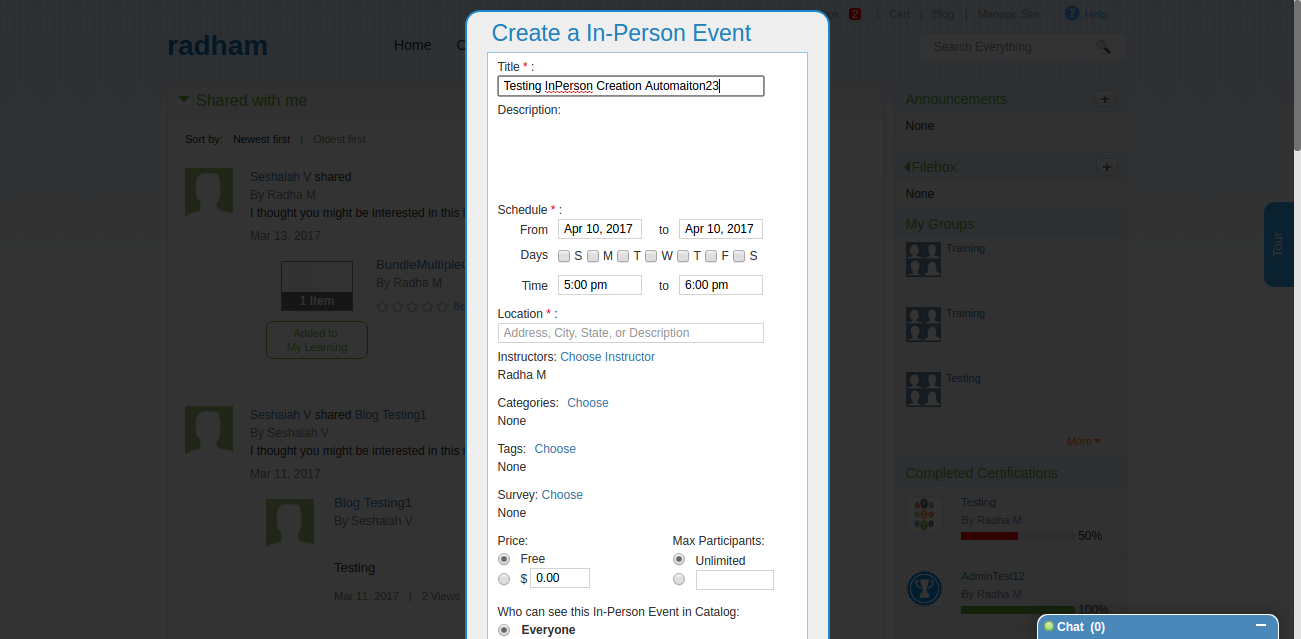 box 2 | Cart | Blog | Manage Site ? Help
radham
Home
Search Everything
Shared with me
Sort by: Newest first | Oldest first
Seshaiah V shared
By Radha M
I thought you might be interested in this
Mar 13, 2017
BundleMultiple
By Radha M
1 Item
Added to
My Learning
Seshaiah V shared Blog Testing1
By Seshaiah V
I thought you might be interested in this
Mar 11, 2017
Blog Testing1
By Seshaiah V
Testing
Mar 11, 2017 | 2 Views
Create a In-Person Event
Title * :
Testing InPerson Creation Automaiton23
Description:
Schedule * :
From Apr 10, 2017 to Apr 10, 2017
Days S M T W T F S
Time 5:00 pm to 6:00 pm
Location * :
Address, City, State, or Description
Instructors: Choose Instructor
Radha M
Categories: Choose
None
Tags: Choose
None
Survey: Choose
None
Price: Max Participants:
Free Unlimited
$ 0.00
Who can see this In-Person Event in Catalog:
Everyone
Announcements +
None
Filebox +
None
My Groups
Training
Training
Testing
More
Completed Certifications
Testing
By Radha M
50%
AdminTest12
By Radha M
100%
Tour
Chat (0)